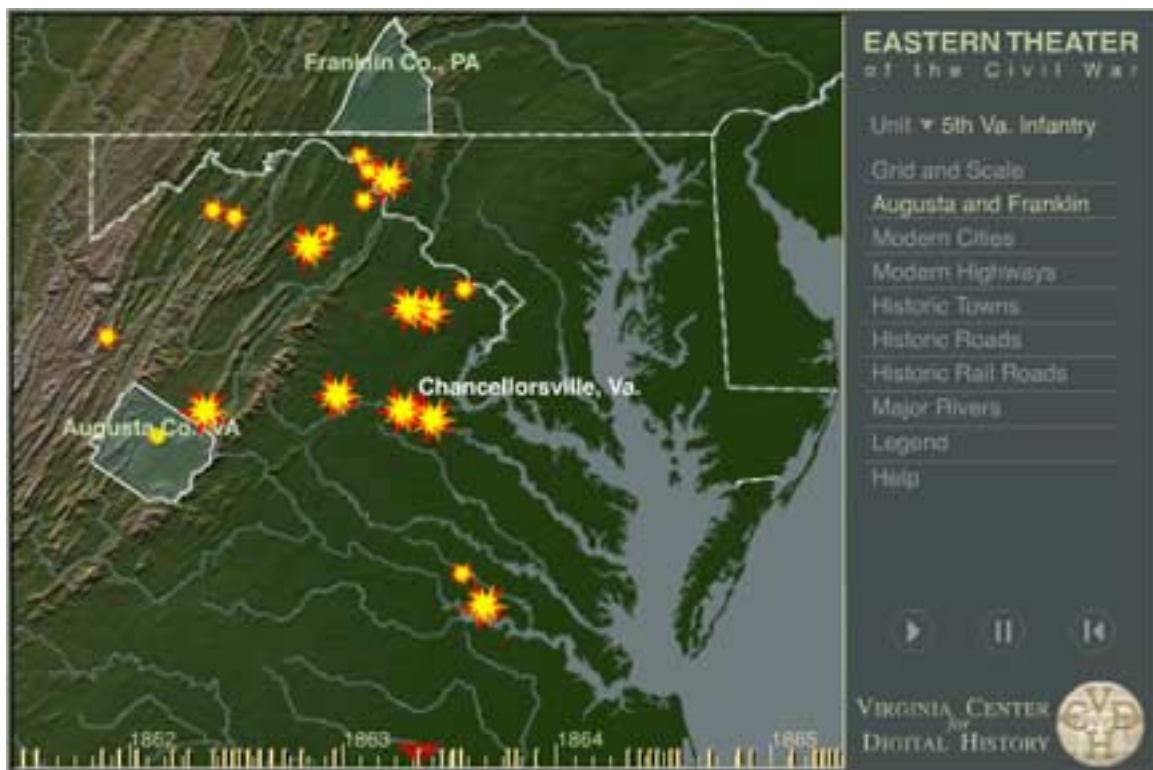 Franklin Co., PA
Chancellorsville, Va.
Augusta Co., VA
1862
1863
1864
1865
EASTERN THEATER
of the Civil War
Unit 5th Va. Infantry
Grid and Scale
Augusta and Franklin
Modern Cities
Modern Highways
Historic Towns
Historic Roads
Historic Rail Roads
Major Rivers
Legend
Help
VIRGINIA CENTER
for
DIGITAL HISTORY
VCDH